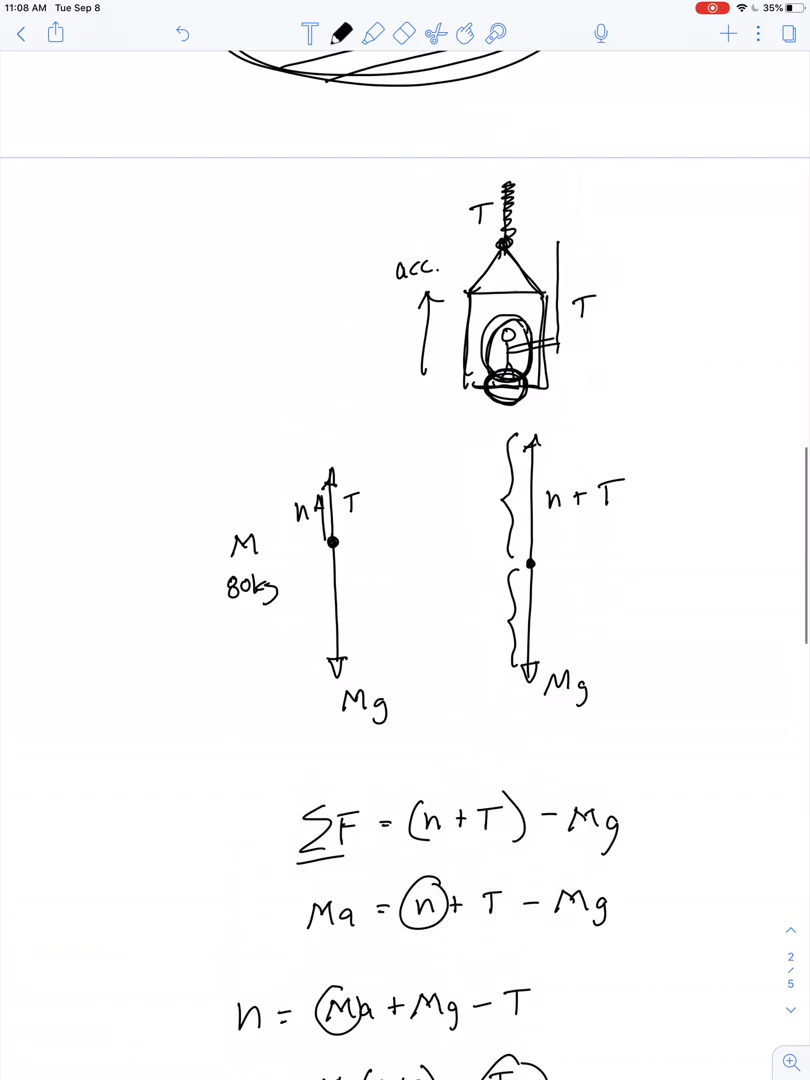 11:08 AM Tue Sep 8
35%
T
T
acc.
T
n T
n + T
M
80kg
Mg
Mg
ΣF = (n + T) - Mg
Ma = n + T - Mg
2
/
5
n = Ma + Mg - T